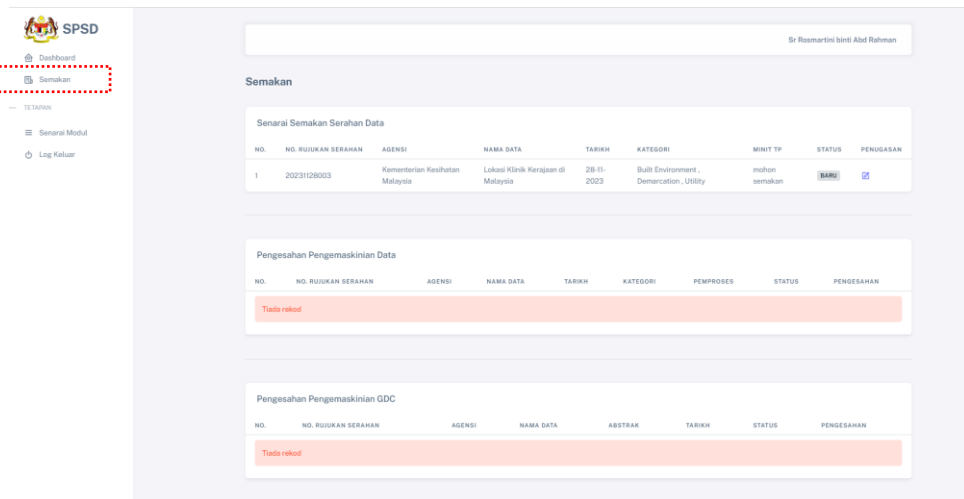 SPSD
Dashboard
Semakan
TETAPAN
Senarai Modul
Log Keluar
Sr Rosmartini binti Abd Rahman
Semakan
Senarai Semakan Serahan Data
NO. NO. RUJUKAN SERAHAN AGENSI NAMA DATA TARIKH KATEGORI MINIT TP STATUS PENUGASAN
1 20231128003 Kementerian Kesihatan Lokasi Klinik Kerajaan di 28-11- Built Environment , mohon BARU
Malaysia Malaysia 2023 Demarcation , Utility semakan
Pengesahan Pengemaskinian Data
NO. NO. RUJUKAN SERAHAN AGENSI NAMA DATA TARIKH KATEGORI PEMPROSES STATUS PENGESAHAN
Tiada rekod
Pengesahan Pengemaskinian GDC
NO. NO. RUJUKAN SERAHAN AGENSI NAMA DATA ABSTRAK TARIKH STATUS PENGESAHAN
Tiada rekod